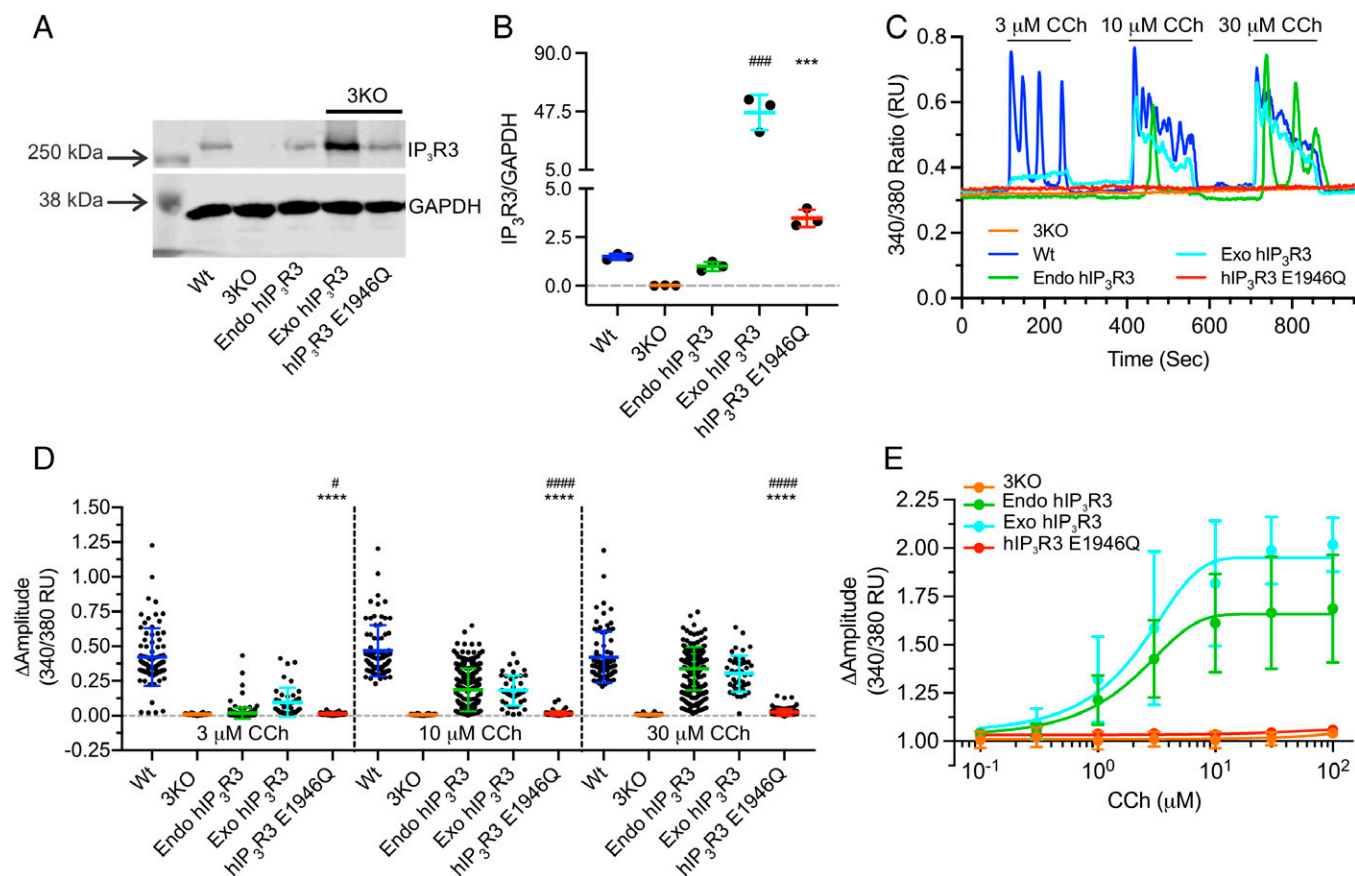 A
3KO
250 kDa
IP3R3
38 kDa
GAPDH
Wt
3KO
Endo hIP3R3
Exo hIP3R3
hIP3R3 E1946Q
B
IP3R3/GAPDH
90.0
47.5
5.0
5.0
2.5
0.0
###
***
Wt
3KO
Endo hIP3R3
Exo hIP3R3
hIP3R3 E1946Q
C
3 μM CCh 10 μM CCh 30 μM CCh
340/380 Ratio (RU)
0.8
0.6
0.4
0.2
0.0
3KO
Wt
Endo hIP3R3
Exo hIP3R3
hIP3R3 E1946Q
0 200 400 600 800
Time (Sec)
D
ΔAmplitude
(340/380 RU)
1.50
1.25
1.00
0.75
0.50
0.25
0.00
-0.25
#
****
####
****
####
****
3 μM CCh 10 μM CCh 30 μM CCh
Wt
3KO
Endo hIP3R3
Exo hIP3R3
hIP3R3 E1946Q
Wt
3KO
Endo hIP3R3
Exo hIP3R3
hIP3R3 E1946Q
Wt
3KO
Endo hIP3R3
Exo hIP3R3
hIP3R3 E1946Q
E
3KO
Endo hIP3R3
Exo hIP3R3
hIP3R3 E1946Q
ΔAmplitude
(340/380 RU)
2.25
2.00
1.75
1.50
1.25
1.00
10-1 100 101 102
CCh (μM)